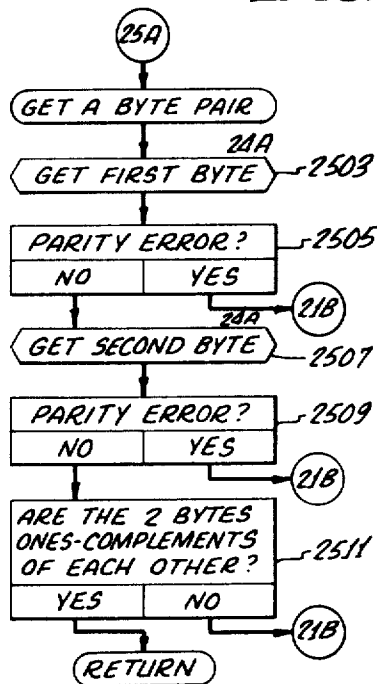 25A
GET A BYTE PAIR
24A
GET FIRST BYTE 2503
PARITY ERROR? 2505
NO YES
21B
24A
GET SECOND BYTE 2507
PARITY ERROR? 2509
NO YES
21B
ARE THE 2 BYTES
ONES-COMPLEMENTS
OF EACH OTHER? 2511
YES NO
21B
RETURN